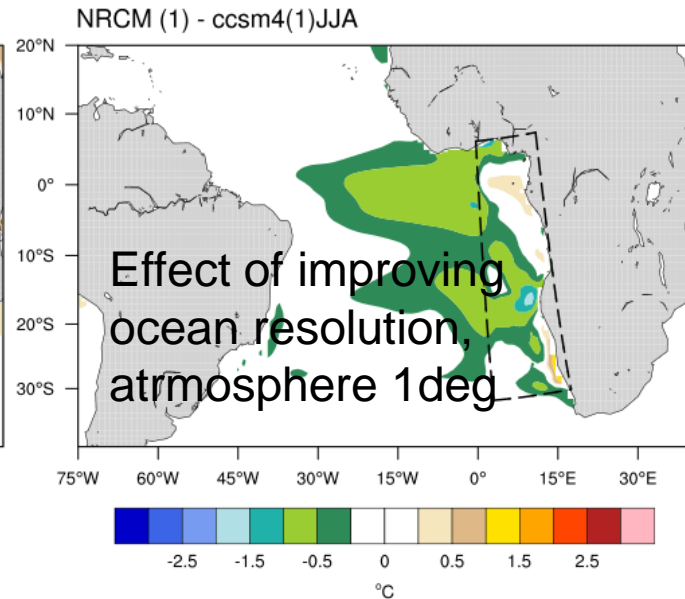 NRCM (1) - ccsm4(1)JJA
20°N
10°N
0°
10°S
20°S
30°S
Effect of improving
ocean resolution,
atrmosphere 1deg
75°W 60°W 45°W 30°W 15°W 0° 15°E 30°E
-2.5 -1.5 -0.5 0 0.5 1.5 2.5
°C